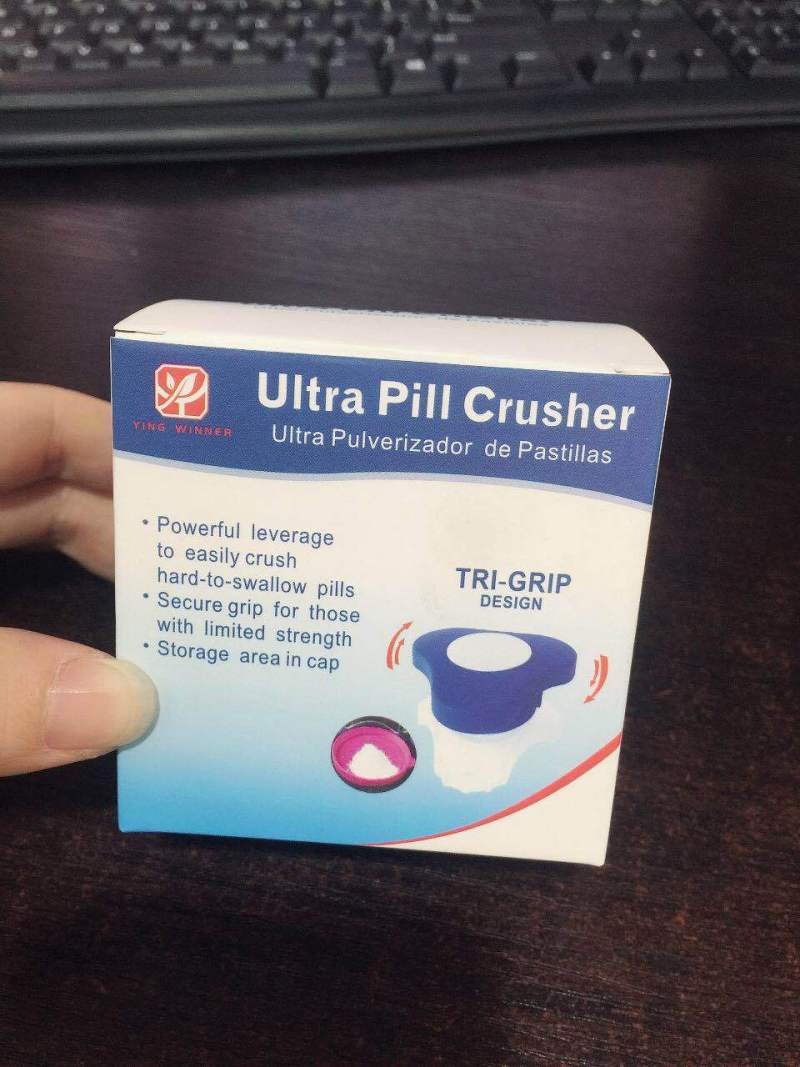 YING WINNER
Ultra Pill Crusher
Ultra Pulverizador de Pastillas
• Powerful leverage
to easily crush
hard-to-swallow pills
• Secure grip for those
with limited strength
• Storage area in cap
TRI-GRIP
DESIGN